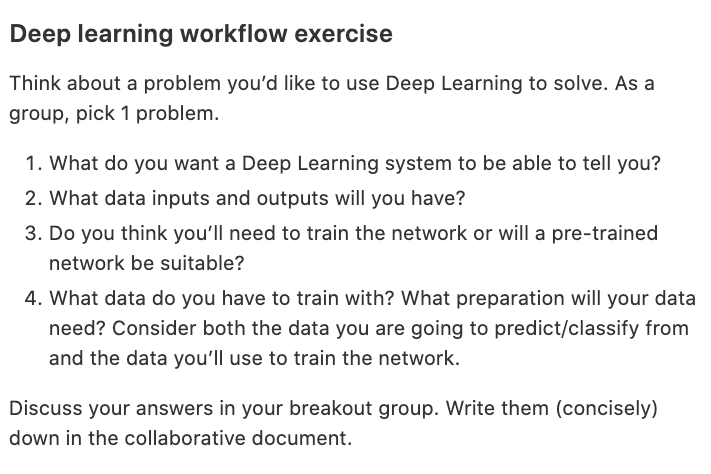 Deep learning workflow exercise
Think about a problem you’d like to use Deep Learning to solve. As a
group, pick 1 problem.
1. What do you want a Deep Learning system to be able to tell you?
2. What data inputs and outputs will you have?
3. Do you think you’ll need to train the network or will a pre-trained
network be suitable?
4. What data do you have to train with? What preparation will your data
need? Consider both the data you are going to predict/classify from
and the data you’ll use to train the network.
Discuss your answers in your breakout group. Write them (concisely)
down in the collaborative document.